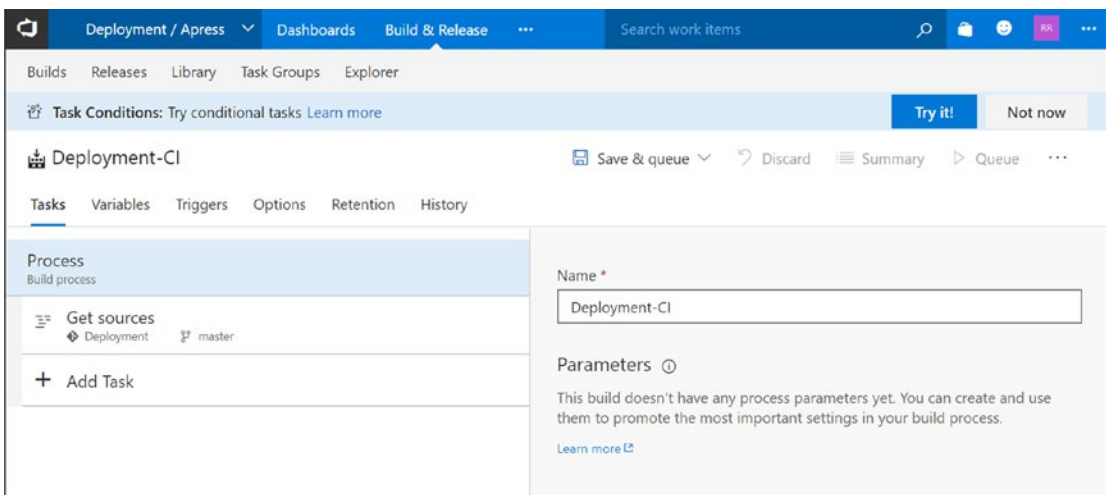 Deployment / Apress Dashboards Build & Release ... Search work items RR ...
Builds Releases Library Task Groups Explorer
Task Conditions: Try conditional tasks Learn more Try it! Not now
Deployment-CI Save & queue Discard Summary Queue ...
Tasks Variables Triggers Options Retention History
Process
Build process
Get sources
Deployment master
+ Add Task
Name *
Deployment-CI
Parameters
This build doesn't have any process parameters yet. You can create and use
them to promote the most important settings in your build process.
Learn more